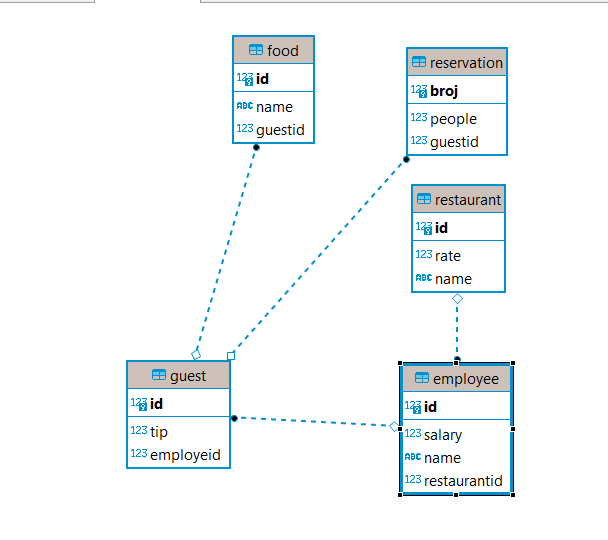 food
123 id
ABC name
123 guestid
reservation
123 broj
123 people
123 guestid
restaurant
123 id
123 rate
ABC name
guest
123 id
123 tip
123 employeid
employee
123 id
123 salary
ABC name
123 restaurantid